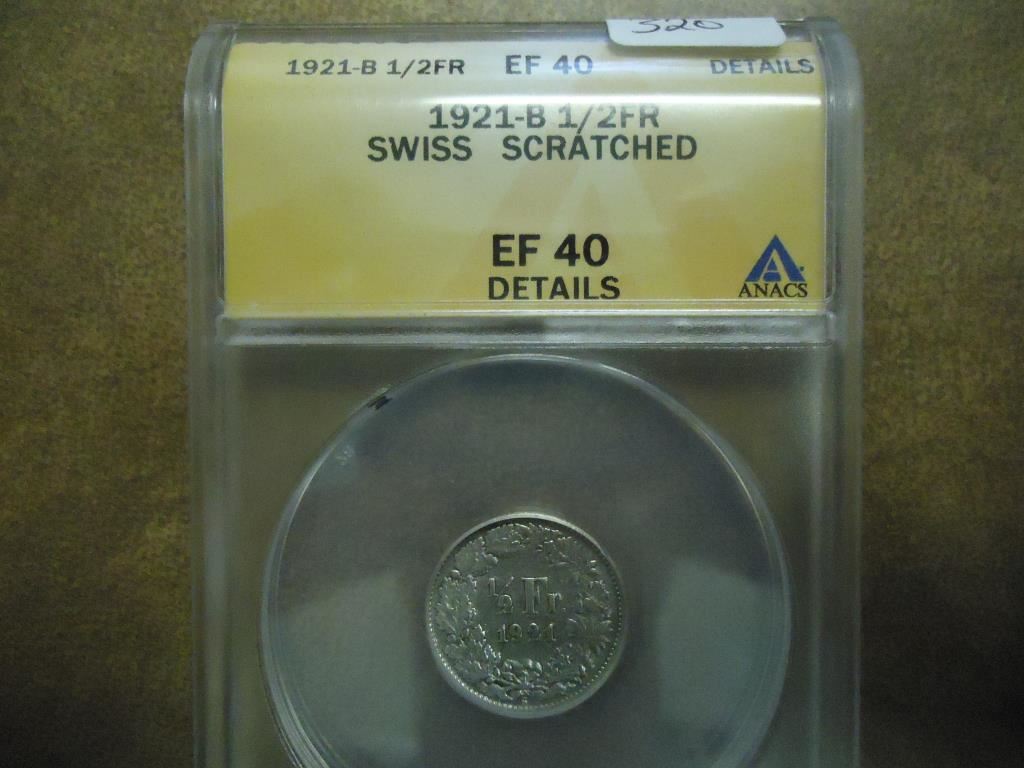 520
1921-B 1/2FR EF 40 DETAILS
1921-B 1/2FR
SWISS SCRATCHED
EF 40
DETAILS
ANACS
½ Fr.
1921
B